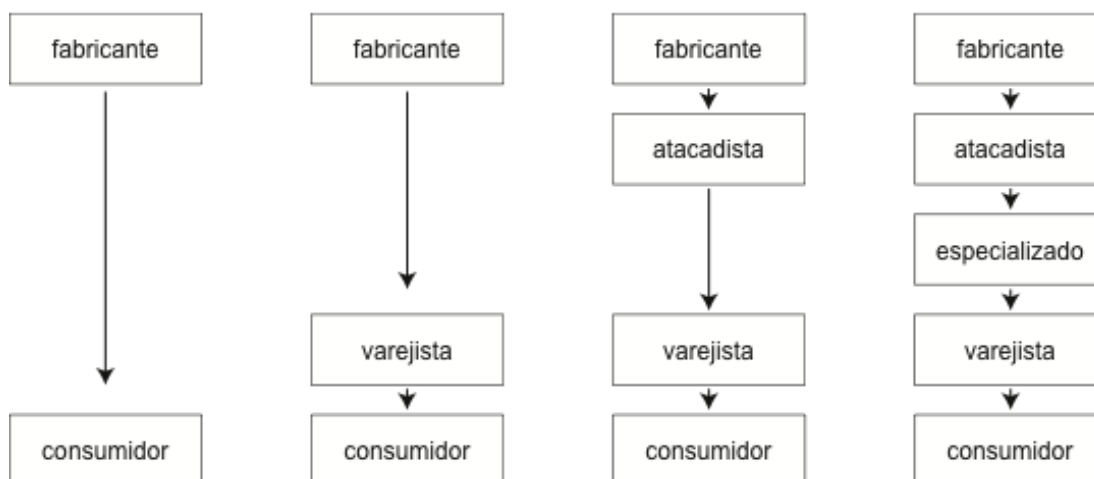 fabricante
consumidor
fabricante
varejista
consumidor
fabricante
atacadista
varejista
consumidor
fabricante
atacadista
especializado
varejista
consumidor